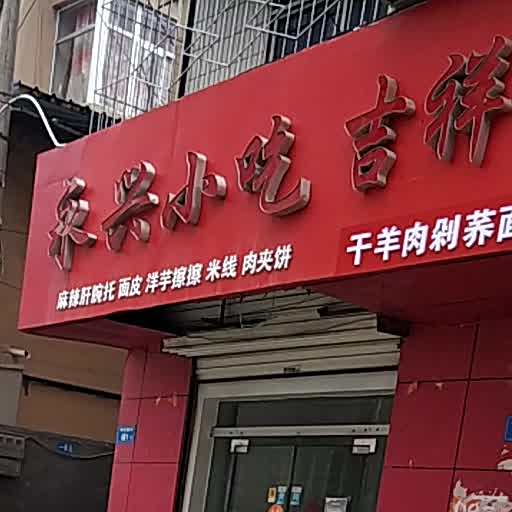 永兴小吃 吉祥
麻辣肝腕托 面皮 洋芋擦擦 米线 肉夹饼
干羊肉剁荞面